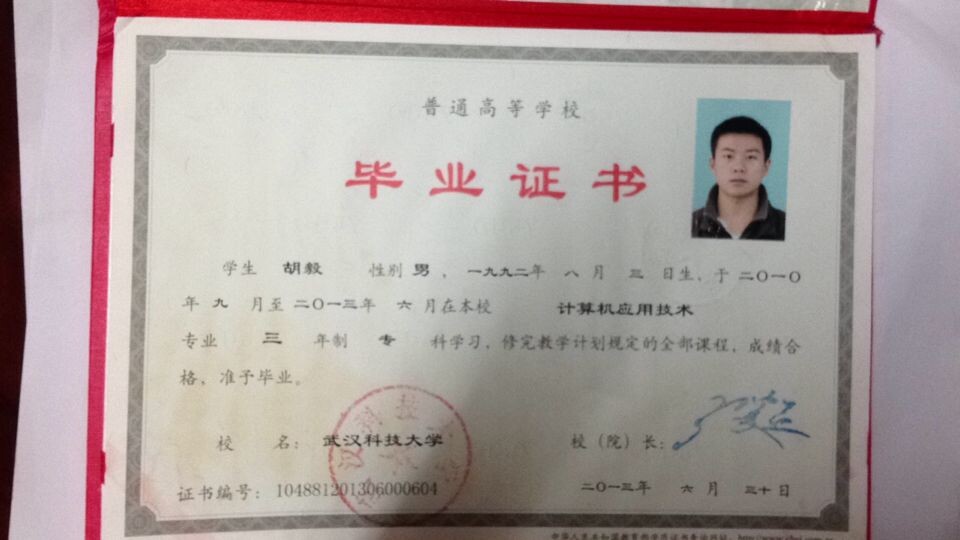 普通高等学校
毕业证书
学生 胡毅 性别 男 ，一九九二年 八 月 三 日生、于 二〇一〇
年 九 月至 二〇一三年 六 月在本校 计算机应用技术
专业 三 年制 专 科学习，修完教学计划规定的全部课程，成绩合
格，准予毕业。
校 名： 武汉科技大学 校（院）长：
证书编号： 104881201306000604 二〇一三年 六 月 三十日